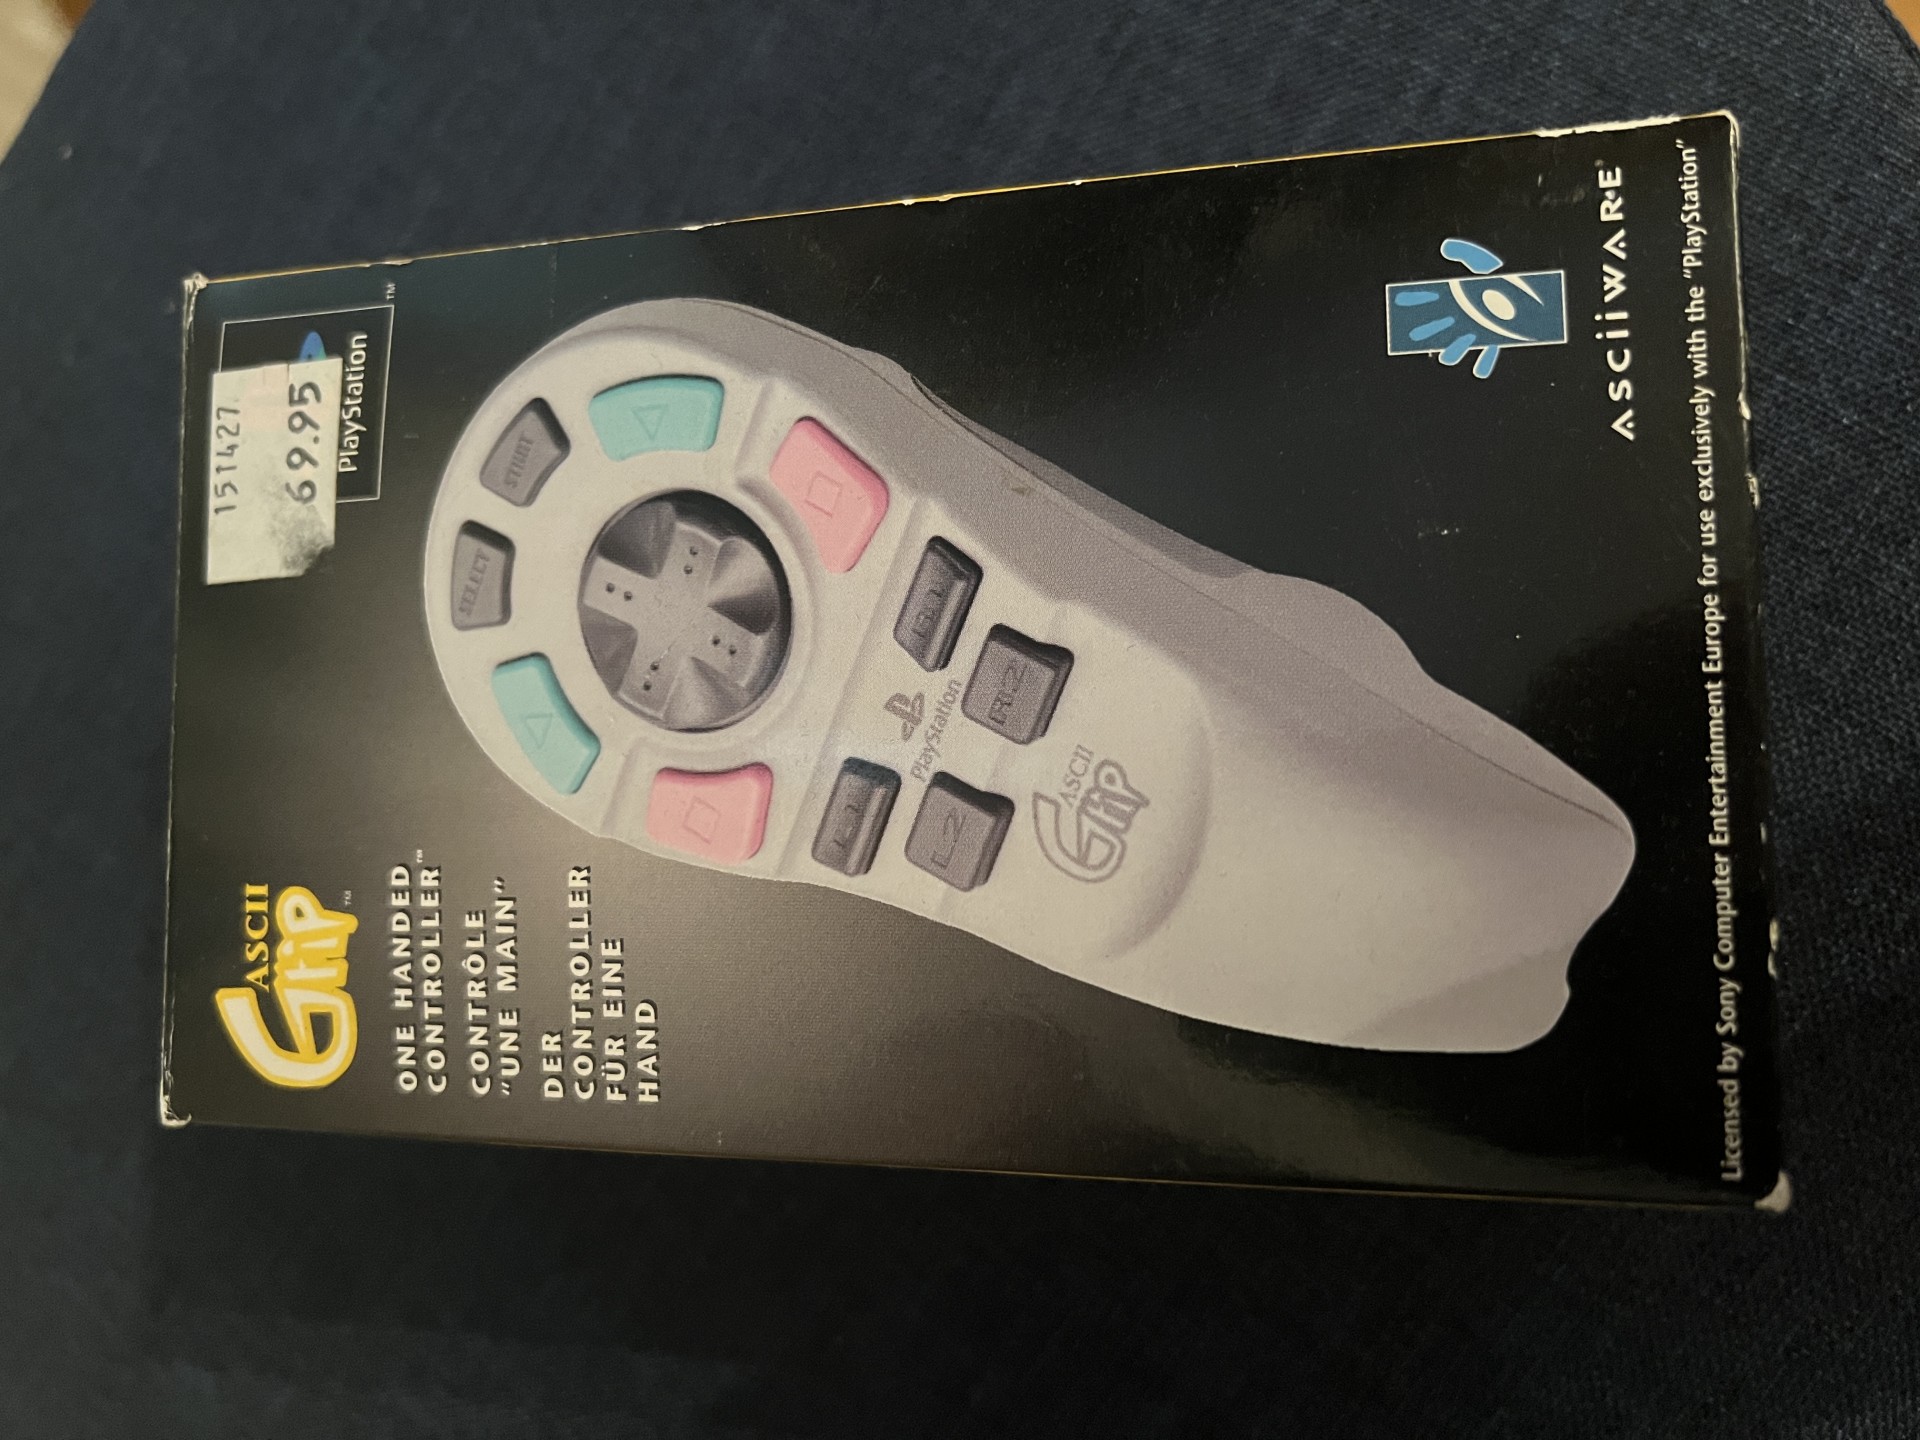 ASCII
Grip™
ONE HANDED
CONTROLLER™
CONTRÔLE
"UNE MAIN"
DER
CONTROLLER
FÜR EINE
HAND
151427
69.95
PlayStation
™
SELECT
START
L1
R1
L2
R2
PlayStation
ASCII
Grip
ASCIIWARE
Licensed by Sony Computer Entertainment Europe for use exclusively with the "PlayStation"